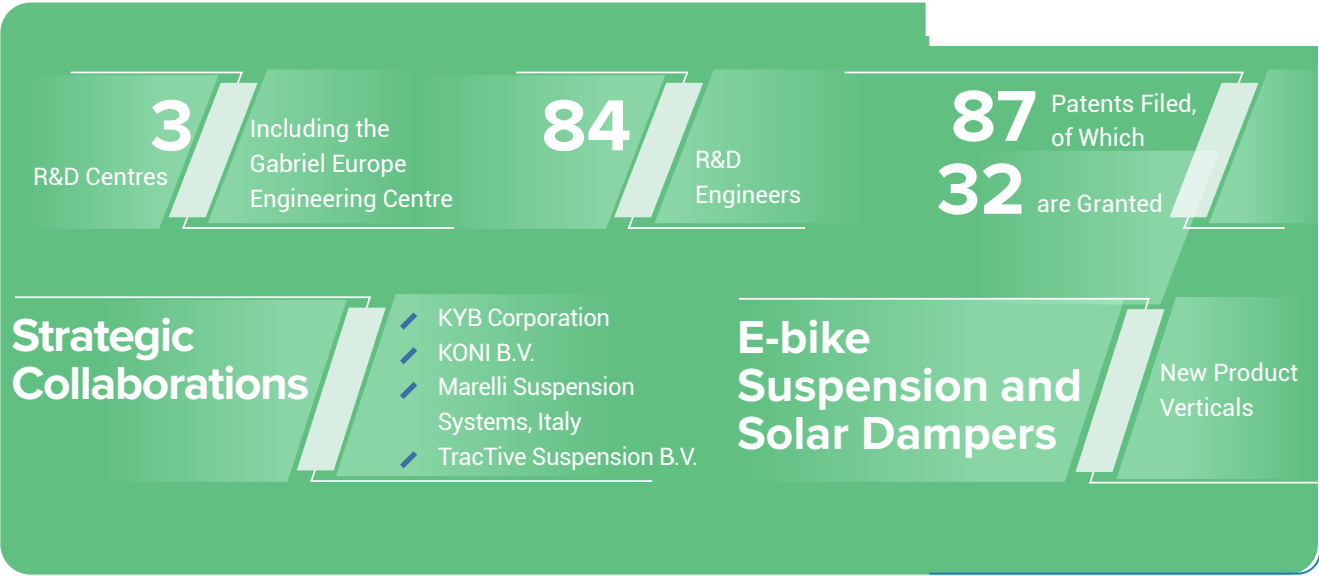 3
R&D Centres
Including the
Gabriel Europe
Engineering Centre
84
R&D
Engineers
87 Patents Filed,
of Which
32 are Granted
Strategic
Collaborations
KYB Corporation
KONI B.V.
Marelli Suspension
Systems, Italy
TracTive Suspension B.V.
E-bike
Suspension and
Solar Dampers
New Product
Verticals